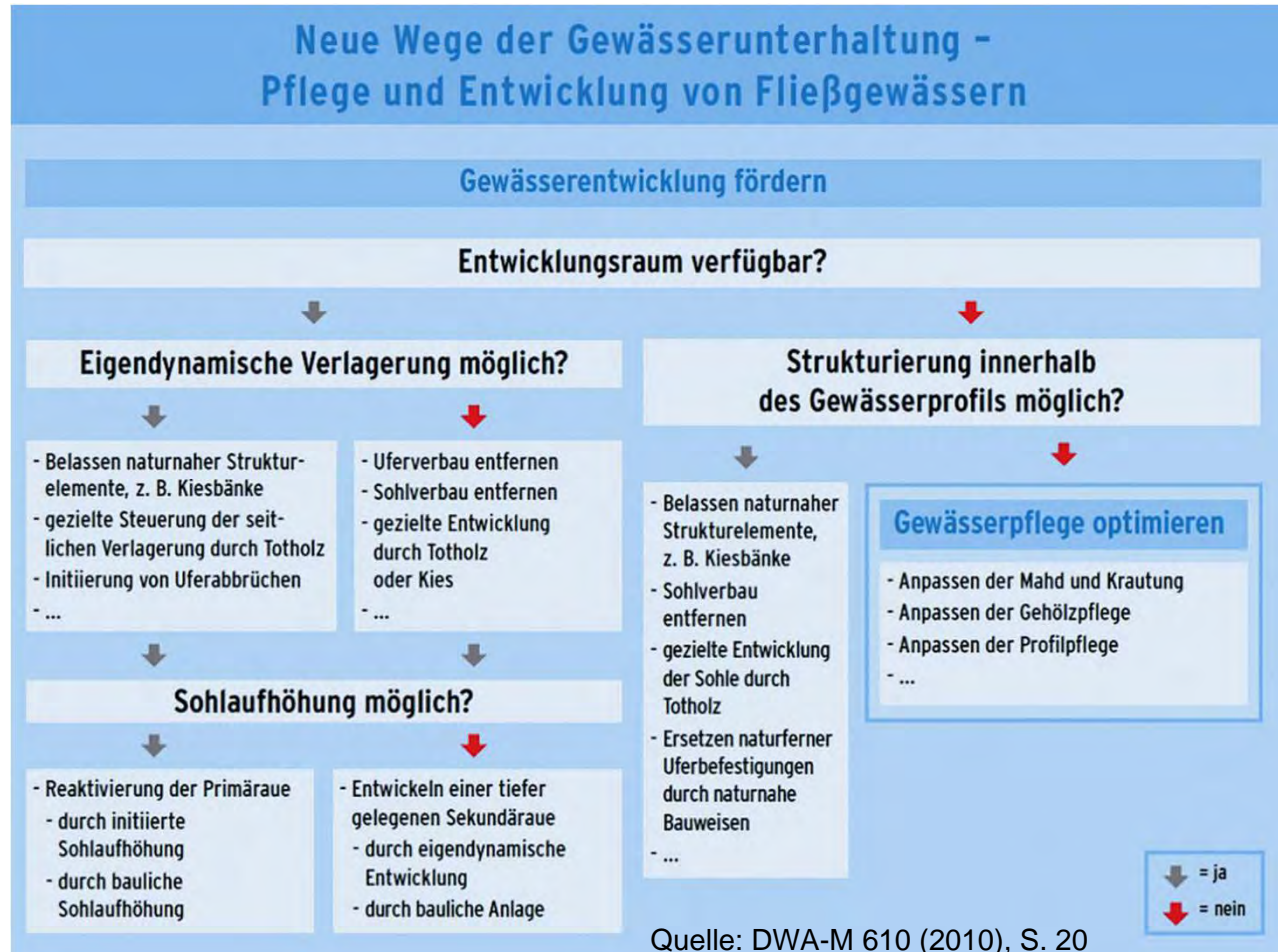 Neue Wege der Gewässerunterhaltung –
Pflege und Entwicklung von Fließgewässern
Gewässerentwicklung fördern
Entwicklungsraum verfügbar?
Eigendynamische Verlagerung möglich?
- Belassen naturnaher Struktur-
elemente, z. B. Kiesbänke
- gezielte Steuerung der seit-
lichen Verlagerung durch Totholz
- Initiierung von Uferabbrüchen
- ...
- Uferverbau entfernen
- Sohlverbau entfernen
- gezielte Entwicklung
durch Totholz
oder Kies
- ...
Sohlaufhöhung möglich?
- Reaktivierung der Primäraue
- durch initiierte
Sohlaufhöhung
- durch bauliche
Sohlaufhöhung
- Entwickeln einer tiefer
gelegenen Sekundäraue
- durch eigendynamische
Entwicklung
- durch bauliche Anlage
Strukturierung innerhalb
des Gewässerprofils möglich?
- Belassen naturnaher
Strukturelemente,
z. B. Kiesbänke
- Sohlverbau
entfernen
- gezielte Entwicklung
der Sohle durch
Totholz
- Ersetzen naturferner
Uferbefestigungen
durch naturnahe
Bauweisen
- ...
Gewässerpflege optimieren
- Anpassen der Mahd und Krautung
- Anpassen der Gehölzpflege
- Anpassen der Profilpflege
- ...
= ja
= nein
Quelle: DWA-M 610 (2010), S. 20